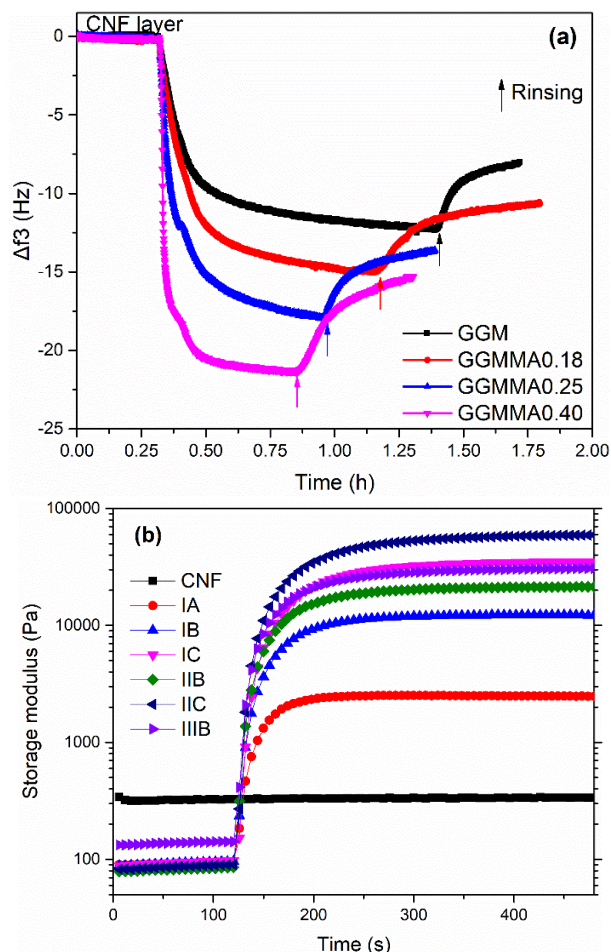 CNF layer
(a)
Rinsing
0
-5
-10
-15
-20
-25
Δf3 (Hz)
GGM
GGMMA0.18
GGMMA0.25
GGMMA0.40
0.00 0.25 0.50 0.75 1.00 1.25 1.50 1.75 2.00
Time (h)
(b)
100000
10000
1000
100
Storage modulus (Pa)
CNF
IA
IB
IC
IIB
IIC
IIIB
0 100 200 300 400
Time (s)